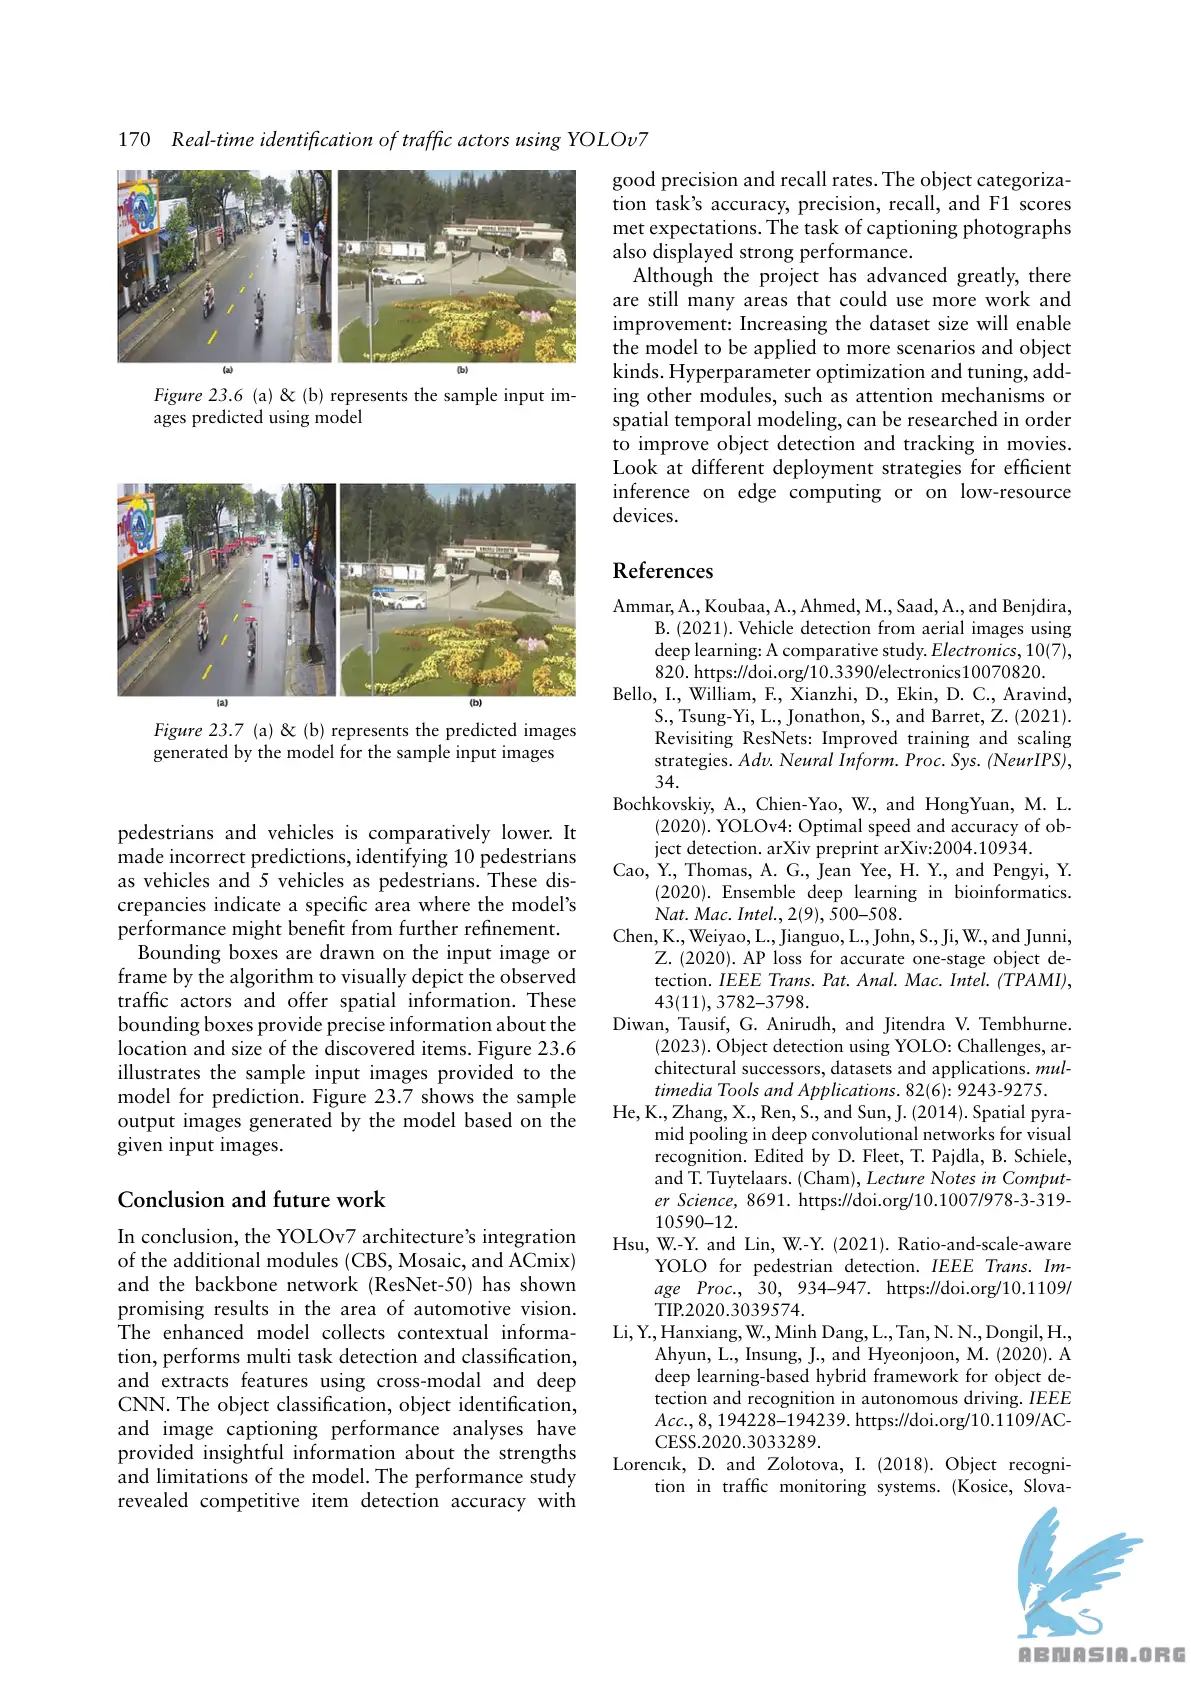 170 Real-time identification of traffic actors using YOLOv7
(a)
(b)
Figure 23.6 (a) & (b) represents the sample input im-
ages predicted using model
(a)
(b)
Figure 23.7 (a) & (b) represents the predicted images
generated by the model for the sample input images
pedestrians and vehicles is comparatively lower. It
made incorrect predictions, identifying 10 pedestrians
as vehicles and 5 vehicles as pedestrians. These dis-
crepancies indicate a specific area where the model’s
performance might benefit from further refinement.
Bounding boxes are drawn on the input image or
frame by the algorithm to visually depict the observed
traffic actors and offer spatial information. These
bounding boxes provide precise information about the
location and size of the discovered items. Figure 23.6
illustrates the sample input images provided to the
model for prediction. Figure 23.7 shows the sample
output images generated by the model based on the
given input images.
Conclusion and future work
In conclusion, the YOLOv7 architecture’s integration
of the additional modules (CBS, Mosaic, and ACmix)
and the backbone network (ResNet-50) has shown
promising results in the area of automotive vision.
The enhanced model collects contextual informa-
tion, performs multi task detection and classification,
and extracts features using cross-modal and deep
CNN. The object classification, object identification,
and image captioning performance analyses have
provided insightful information about the strengths
and limitations of the model. The performance study
revealed competitive item detection accuracy with
good precision and recall rates. The object categoriza-
tion task’s accuracy, precision, recall, and F1 scores
met expectations. The task of captioning photographs
also displayed strong performance.
Although the project has advanced greatly, there
are still many areas that could use more work and
improvement: Increasing the dataset size will enable
the model to be applied to more scenarios and object
kinds. Hyperparameter optimization and tuning, add-
ing other modules, such as attention mechanisms or
spatial temporal modeling, can be researched in order
to improve object detection and tracking in movies.
Look at different deployment strategies for efficient
inference on edge computing or on low-resource
devices.
References
Ammar, A., Koubaa, A., Ahmed, M., Saad, A., and Benjdira,
B. (2021). Vehicle detection from aerial images using
deep learning: A comparative study. Electronics, 10(7),
820. https://doi.org/10.3390/electronics10070820.
Bello, I., William, F., Xianzhi, D., Ekin, D. C., Aravind,
S., Tsung-Yi, L., Jonathon, S., and Barret, Z. (2021).
Revisiting ResNets: Improved training and scaling
strategies. Adv. Neural Inform. Proc. Sys. (NeurIPS),
34.
Bochkovskiy, A., Chien-Yao, W., and HongYuan, M. L.
(2020). YOLOv4: Optimal speed and accuracy of ob-
ject detection. arXiv preprint arXiv:2004.10934.
Cao, Y., Thomas, A. G., Jean Yee, H. Y., and Pengyi, Y.
(2020). Ensemble deep learning in bioinformatics.
Nat. Mac. Intel., 2(9), 500–508.
Chen, K., Weiyao, L., Jianguo, L., John, S., Ji, W., and Junni,
Z. (2020). AP loss for accurate one-stage object de-
tection. IEEE Trans. Pat. Anal. Mac. Intel. (TPAMI),
43(11), 3782–3798.
Diwan, Tausif, G. Anirudh, and Jitendra V. Tembhurne.
(2023). Object detection using YOLO: Challenges, ar-
chitectural successors, datasets and applications. mul-
timedia Tools and Applications. 82(6): 9243-9275.
He, K., Zhang, X., Ren, S., and Sun, J. (2014). Spatial pyra-
mid pooling in deep convolutional networks for visual
recognition. Edited by D. Fleet, T. Pajdla, B. Schiele,
and T. Tuytelaars. (Cham), Lecture Notes in Comput-
er Science, 8691. https://doi.org/10.1007/978-3-319-
10590–12.
Hsu, W.-Y. and Lin, W.-Y. (2021). Ratio-and-scale-aware
YOLO for pedestrian detection. IEEE Trans. Im-
age Proc., 30, 934–947. https://doi.org/10.1109/
TIP.2020.3039574.
Li, Y., Hanxiang, W., Minh Dang, L., Tan, N. N., Dongil, H.,
Ahyun, L., Insung, J., and Hyeonjoon, M. (2020). A
deep learning-based hybrid framework for object de-
tection and recognition in autonomous driving. IEEE
Acc., 8, 194228–194239. https://doi.org/10.1109/AC-
CESS.2020.3033289.
Lorencık, D. and Zolotova, I. (2018). Object recogni-
tion in traffic monitoring systems. (Kosice, Slova-
ABNASIA.ORG